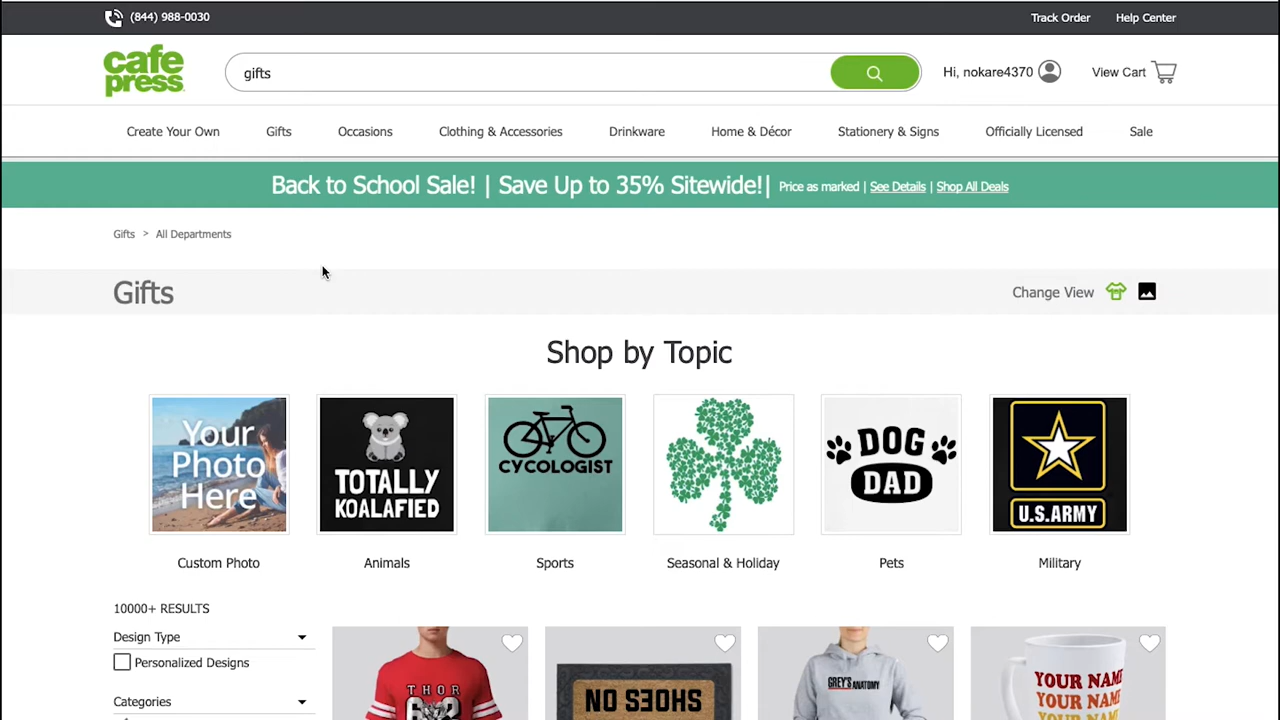 (844) 988-0030
Track Order
Help Center
cafe
press
gifts
Hi, nokare4370
View Cart
Create Your Own
Gifts
Occasions
Clothing & Accessories
Drinkware
Home & Décor
Stationery & Signs
Officially Licensed
Sale
Back to School Sale! | Save Up to 35% Sitewide!| Price as marked | See Details | Shop All Deals
Gifts > All Departments
Gifts
Change View
Shop by Topic
Your
Photo
Here
TOTALLY
KOALAFIED
CYCOLOGIST
DOG
DAD
U.S.ARMY
Custom Photo
Animals
Sports
Seasonal & Holiday
Pets
Military
10000+ RESULTS
Design Type
Personalized Designs
Categories
THOR
NO SEOHS
GREY'S ANATOMY
YOUR NAME
YOUR NAME
YOUR NAME